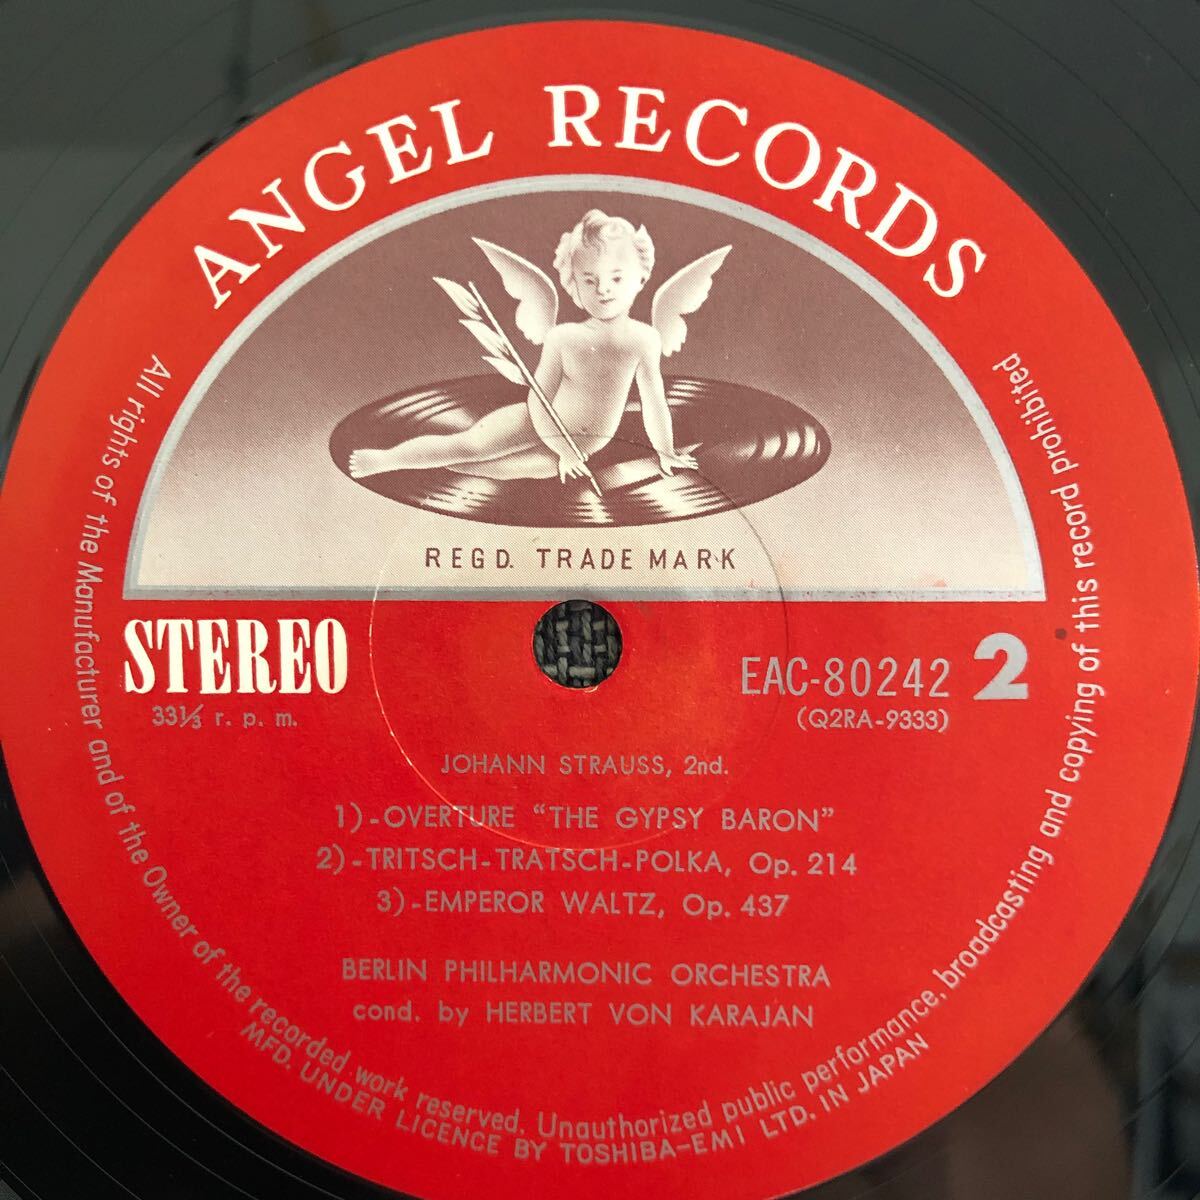 ANGEL RECORDS
REGD. TRADE MARK
STEREO
33⅓ r. p. m.
EAC-80242 2
(Q2RA-9333)
JOHANN STRAUSS, 2nd.
1)-OVERTURE “THE GYPSY BARON”
2)-TRITSCH-TRATSCH-POLKA, Op. 214
3)-EMPEROR WALTZ, Op. 437
BERLIN PHILHARMONIC ORCHESTRA
cond. by HERBERT VON KARAJAN
All rights of the Manufacturer and of the Owner of the recorded work reserved. Unauthorized public performance, broadcasting and copying of this record prohibited
MFD. UNDER LICENCE BY TOSHIBA-EMI LTD. IN JAPAN